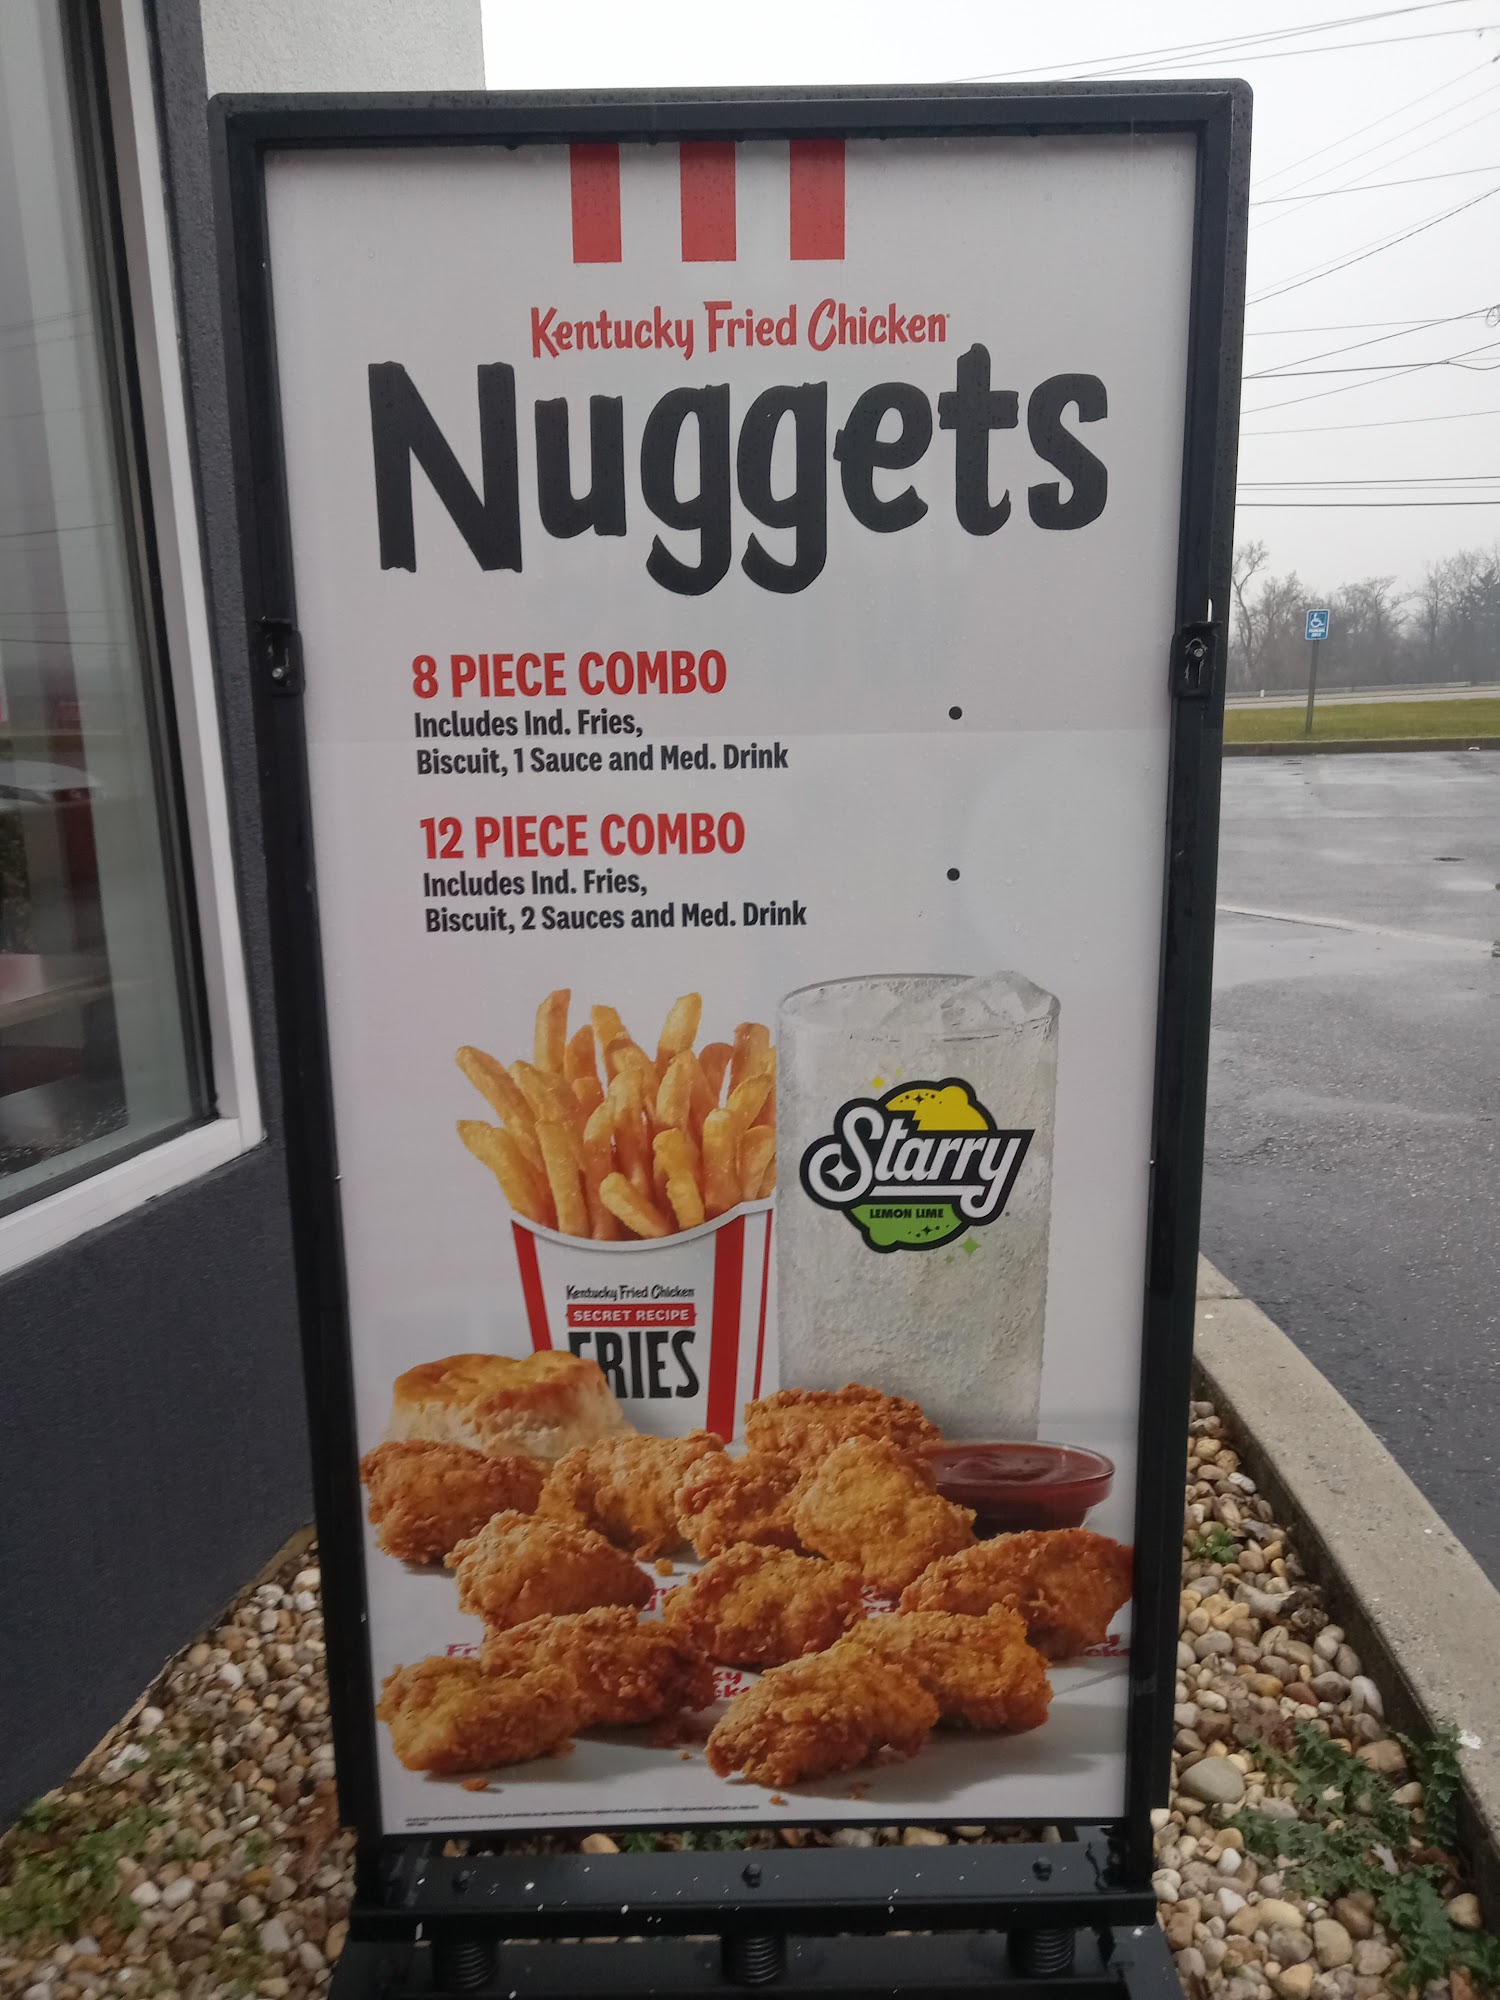 Kentucky Fried Chicken
Nuggets
8 PIECE COMBO
Includes Ind. Fries,
Biscuit, 1 Sauce and Med. Drink
12 PIECE COMBO
Includes Ind. Fries,
Biscuit, 2 Sauces and Med. Drink
Starry
LEMON LIME
Kentucky Fried Chicken
SECRET RECIPE
FRIES